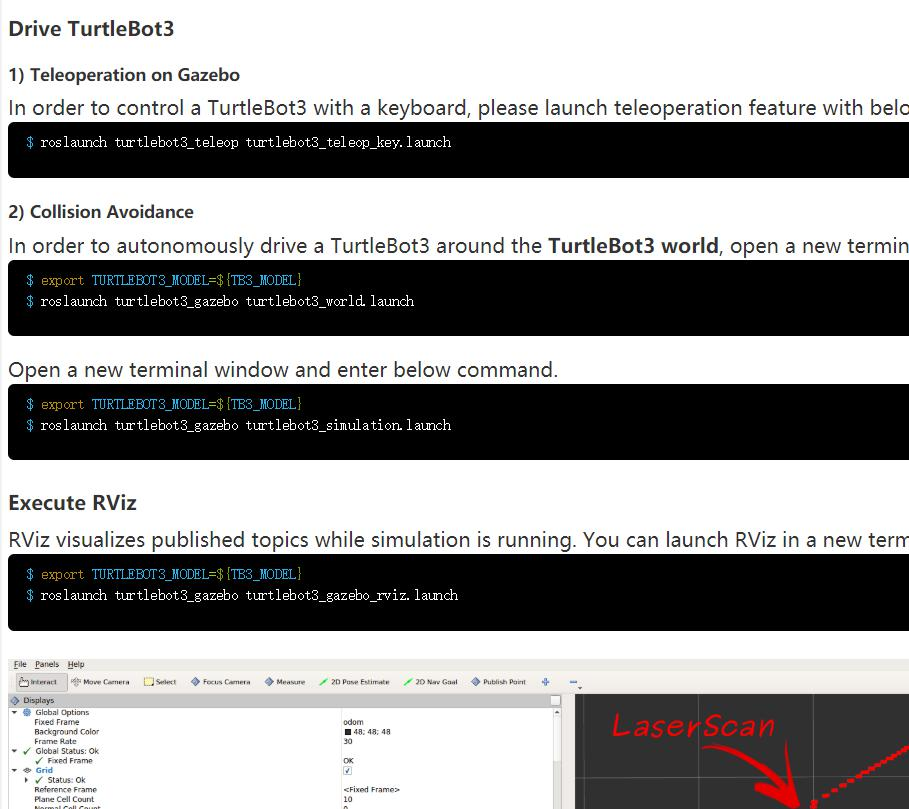 Drive TurtleBot3
1) Teleoperation on Gazebo
In order to control a TurtleBot3 with a keyboard, please launch teleoperation feature with belo
$ roslaunch turtlebot3_teleop turtlebot3_teleop_key.launch
2) Collision Avoidance
In order to autonomously drive a TurtleBot3 around the TurtleBot3 world, open a new termin
$ export TURTLEBOT3_MODEL=${TB3_MODEL}
$ roslaunch turtlebot3_gazebo turtlebot3_world.launch
Open a new terminal window and enter below command.
$ export TURTLEBOT3_MODEL=${TB3_MODEL}
$ roslaunch turtlebot3_gazebo turtlebot3_simulation.launch
Execute RViz
RViz visualizes published topics while simulation is running. You can launch RViz in a new term
$ export TURTLEBOT3_MODEL=${TB3_MODEL}
$ roslaunch turtlebot3_gazebo turtlebot3_gazebo_rviz.launch
File Panels Help
Interact Move Camera Select Focus Camera Measure 2D Pose Estimate 2D Nav Goal Publish Point
Displays
Global Options
Fixed Frame odom
Background Color 48; 48; 48
Frame Rate 30
Global Status: Ok
Fixed Frame OK
Grid
Status: Ok
Reference Frame <Fixed Frame>
Plane Cell Count 10
Normal Cell Count 0
LaserScan